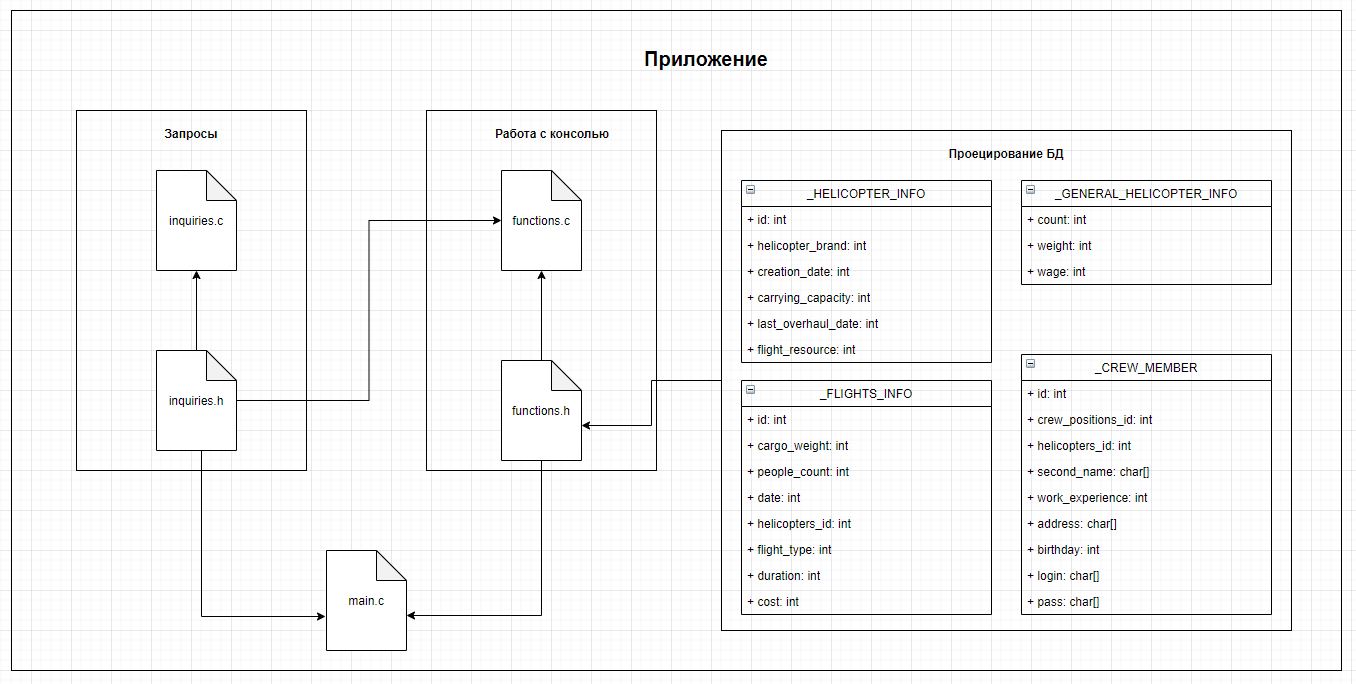 Приложение
Запросы
inquiries.c
inquiries.h
Работа с консолью
functions.c
functions.h
main.c
Проецирование БД
_HELICOPTER_INFO
+ id: int
+ helicopter_brand: int
+ creation_date: int
+ carrying_capacity: int
+ last_overhaul_date: int
+ flight_resource: int
_GENERAL_HELICOPTER_INFO
+ count: int
+ weight: int
+ wage: int
_FLIGHTS_INFO
+ id: int
+ cargo_weight: int
+ people_count: int
+ date: int
+ helicopters_id: int
+ flight_type: int
+ duration: int
+ cost: int
_CREW_MEMBER
+ id: int
+ crew_positions_id: int
+ helicopters_id: int
+ second_name: char[]
+ work_experience: int
+ address: char[]
+ birthday: int
+ login: char[]
+ pass: char[]